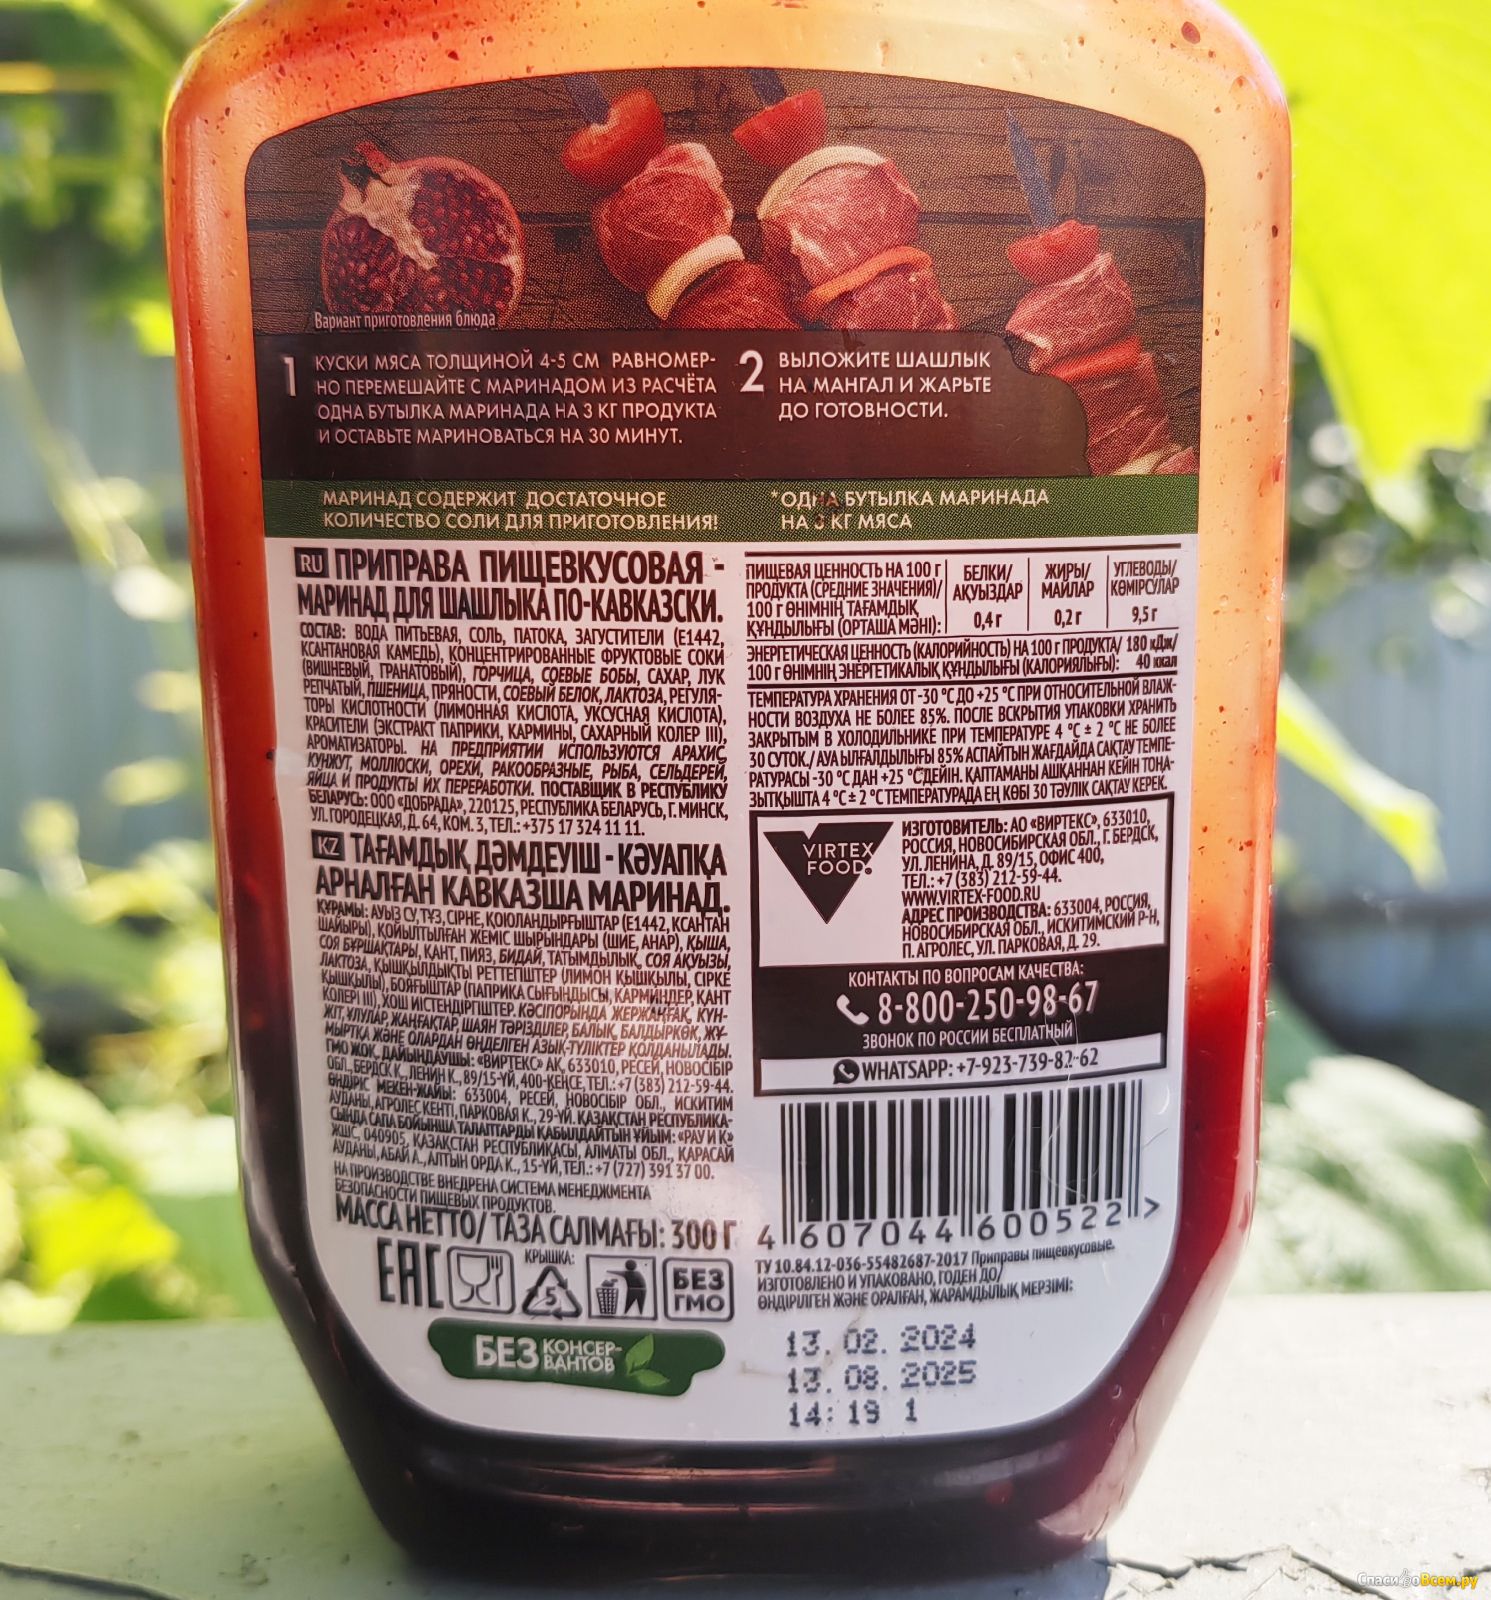 Вариант приготовления блюда
1
КУСКИ МЯСА ТОЛЩИНОЙ 4-5 СМ РАВНОМЕР-
НО ПЕРЕМЕШАЙТЕ С МАРИНАДОМ ИЗ РАСЧЁТА
ОДНА БУТЫЛКА МАРИНАДА НА 3 КГ ПРОДУКТА
И ОСТАВЬТЕ МАРИНОВАТЬСЯ НА 30 МИНУТ.
2
ВЫЛОЖИТЕ ШАШЛЫК
НА МАНГАЛ И ЖАРЬТЕ
ДО ГОТОВНОСТИ.
МАРИНАД СОДЕРЖИТ ДОСТАТОЧНОЕ
КОЛИЧЕСТВО СОЛИ ДЛЯ ПРИГОТОВЛЕНИЯ!
*ОДНА БУТЫЛКА МАРИНАДА
НА 3 КГ МЯСА
RU ПРИПРАВА ПИЩЕВКУСОВАЯ -
МАРИНАД ДЛЯ ШАШЛЫКА ПО-КАВКАЗСКИ.
СОСТАВ: ВОДА ПИТЬЕВАЯ, СОЛЬ, ПАТОКА, ЗАГУСТИТЕЛИ (Е1442,
КСАНТАНОВАЯ КАМЕДЬ), КОНЦЕНТРИРОВАННЫЕ ФРУКТОВЫЕ СОКИ
(ВИШНЕВЫЙ, ГРАНАТОВЫЙ), ГОРЧИЦА, СОЕВЫЕ БОБЫ, САХАР, ЛУК
РЕПЧАТЫЙ, ПШЕНИЦА, ПРЯНОСТИ, СОЕВЫЙ БЕЛОК, ЛАКТОЗА, РЕГУЛЯ-
ТОРЫ КИСЛОТНОСТИ (ЛИМОННАЯ КИСЛОТА, УКСУСНАЯ КИСЛОТА),
КРАСИТЕЛИ (ЭКСТРАКТ ПАПРИКИ, КАРМИНЫ, САХАРНЫЙ КОЛЕР III),
АРОМАТИЗАТОРЫ. НА ПРЕДПРИЯТИИ ИСПОЛЬЗУЮТСЯ АРАХИС,
КУНЖУТ, МОЛЛЮСКИ, ОРЕХИ, РАКООБРАЗНЫЕ, РЫБА, СЕЛЬДЕРЕЙ,
ЯЙЦА И ПРОДУКТЫ ИХ ПЕРЕРАБОТКИ. ПОСТАВЩИК В РЕСПУБЛИКУ
БЕЛАРУСЬ: ООО «ДОБРАДА», 220125, РЕСПУБЛИКА БЕЛАРУСЬ, Г. МИНСК,
УЛ. ГОРОДЕЦКАЯ, Д. 64, КОМ. 3, ТЕЛ.: +375 17 324 11 11.
KZ ТАҒАМДЫҚ ДӘМДЕУІШ - КӘУАПҚА
АРНАЛҒАН КАВКАЗША МАРИНАД.
ҚҰРАМЫ: АУЫЗ СУ, ТҰЗ, СІРНЕ, ҚОЮЛАНДЫРҒЫШТАР (Е1442, КСАНТАН
ШАЙЫРЫ), ҚОЙЫЛТЫЛҒАН ЖЕМІС ШЫРЫНДАРЫ (ШИЕ, АНАР), ҚЫША,
СОЯ БҰРШАҚТАРЫ, ҚАНТ, ПИЯЗ, БИДАЙ, ТАТЫМДЫЛЫҚ, СОЯ АҚУЫЗЫ,
ЛАКТОЗА, ҚЫШҚЫЛДЫҚТЫ РЕТТЕГІШТЕР (ЛИМОН ҚЫШҚЫЛЫ, СІРКЕ
ҚЫШҚЫЛЫ), БОЯҒЫШТАР (ПАПРИКА СЫҒЫНДЫСЫ, КАРМИНДЕР, ҚАНТ
КОЛЕРІ III), ХОШ ИІСТЕНДІРГІШТЕР. КӘСІПОРЫНДА ЖЕРЖАҢҒАҚ, КҮН-
ЖІТ, ҰЛУЛАР, ЖАҢҒАҚТАР, ШАЯН ТӘРІЗДІЛЕР, БАЛЫҚ, БАЛДЫРКӨК, ЖҰ-
МЫРТҚА ЖӘНЕ ОЛАРДАН ӨНДЕЛГЕН АЗЫҚ-ТҮЛІКТЕР ҚОЛДАНЫЛАДЫ.
ГМО ЖОҚ. ДАЙЫНДАУШЫ: «ВИРТЕКС» АҚ, 633010, РЕСЕЙ, НОВОСІБІР
ОБЛ., БЕРДСК Қ., ЛЕНИН К., 89/15-ҮЙ, 400-КЕҢСЕ, ТЕЛ.: +7 (383) 212-59-44.
ӨНДІРІС МЕКЕН-ЖАЙЫ: 633004, РЕСЕЙ, НОВОСІБІР ОБЛ., ИСКИТИМ
АУДАНЫ, АГРОЛЕС КЕНТІ, ПАРКОВАЯ К., 29-ҮЙ. ҚАЗАҚСТАН РЕСПУБЛИКА-
СЫНДА САПА БОЙЫНША ТАЛАПТАРДЫ ҚАБЫЛДАЙТЫН ҰЙЫМ: «РАУ И К»
ЖШС, 040905, ҚАЗАҚСТАН РЕСПУБЛИКАСЫ, АЛМАТЫ ОБЛ., ҚАРАСАЙ
АУДАНЫ, АБАЙ А., АЛТЫН ОРДА К., 15-ҮЙ, ТЕЛ.: +7 (727) 391 37 00.
НА ПРОИЗВОДСТВЕ ВНЕДРЕНА СИСТЕМА МЕНЕДЖМЕНТА
БЕЗОПАСНОСТИ ПИЩЕВЫХ ПРОДУКТОВ.
МАССА НЕТТО/ ТАЗА САЛМАҒЫ: 300 Г
EAC
КРЫШКА:
5
БЕЗ
ГМО
БЕЗ КОНСЕР-
ВАНТОВ
ПИЩЕВАЯ ЦЕННОСТЬ НА 100 г
ПРОДУКТА (СРЕДНИЕ ЗНАЧЕНИЯ)/
100 г ӨНІМНІҢ ТАҒАМДЫҚ
ҚҰНДЫЛЫҒЫ (ОРТАША МӘНІ):
БЕЛКИ/
АҚУЫЗДАР
0,4 г
ЖИРЫ/
МАЙЛАР
0,2 г
УГЛЕВОДЫ/
КӨМІРСУЛАР
9,5 г
ЭНЕРГЕТИЧЕСКАЯ ЦЕННОСТЬ (КАЛОРИЙНОСТЬ) НА 100 г ПРОДУКТА/ 180 кДж/
100 г ӨНІМНІҢ ЭНЕРГЕТИКАЛЫҚ ҚҰНДЫЛЫҒЫ (КАЛОРИЯЛЫҒЫ): 40 ккал
ТЕМПЕРАТУРА ХРАНЕНИЯ ОТ -30 °С ДО +25 °С ПРИ ОТНОСИТЕЛЬНОЙ ВЛАЖ-
НОСТИ ВОЗДУХА НЕ БОЛЕЕ 85%. ПОСЛЕ ВСКРЫТИЯ УПАКОВКИ ХРАНИТЬ
ЗАКРЫТЫМ В ХОЛОДИЛЬНИКЕ ПРИ ТЕМПЕРАТУРЕ 4 °С ± 2 °С НЕ БОЛЕЕ
30 СУТОК./ АУА ЫЛҒАЛДЫЛЫҒЫ 85% АСПАЙТЫН ЖАҒДАЙДА САҚТАУ ТЕМПЕ-
РАТУРАСЫ -30 °С ДАН +25 °С ДЕЙІН. ҚАПТАМАНЫ АШҚАННАН КЕЙІН ТОҢА-
ЗЫТҚЫШТА 4 °С ± 2 °С ТЕМПЕРАТУРАДА ЕҢ КӨБІ 30 ТӘУЛІК САҚТАУ КЕРЕК.
VIRTEX
FOOD
ИЗГОТОВИТЕЛЬ: АО «ВИРТЕКС», 633010,
РОССИЯ, НОВОСИБИРСКАЯ ОБЛ., Г. БЕРДСК,
УЛ. ЛЕНИНА, Д. 89/15, ОФИС 400,
ТЕЛ.: +7 (383) 212-59-44.
WWW.VIRTEX-FOOD.RU
АДРЕС ПРОИЗВОДСТВА: 633004, РОССИЯ,
НОВОСИБИРСКАЯ ОБЛ., ИСКИТИМСКИЙ Р-Н,
П. АГРОЛЕС, УЛ. ПАРКОВАЯ, Д. 29.
КОНТАКТЫ ПО ВОПРОСАМ КАЧЕСТВА:
8-800-250-98-67
ЗВОНОК ПО РОССИИ БЕСПЛАТНЫЙ
WHATSAPP: +7-923-739-82-62
4 607044 600522 >
ТУ 10.84.12-036-55482687-2017 Приправы пищевкусовые.
ИЗГОТОВЛЕНО И УПАКОВАНО, ГОДЕН ДО/
ӨНДІРІЛГЕН ЖӘНЕ ОРАЛҒАН, ЖАРАМДЫЛЫҚ МЕРЗІМІ:
13. 02. 2024
13. 08. 2025
14: 19 1
СпасибоВсем.ру